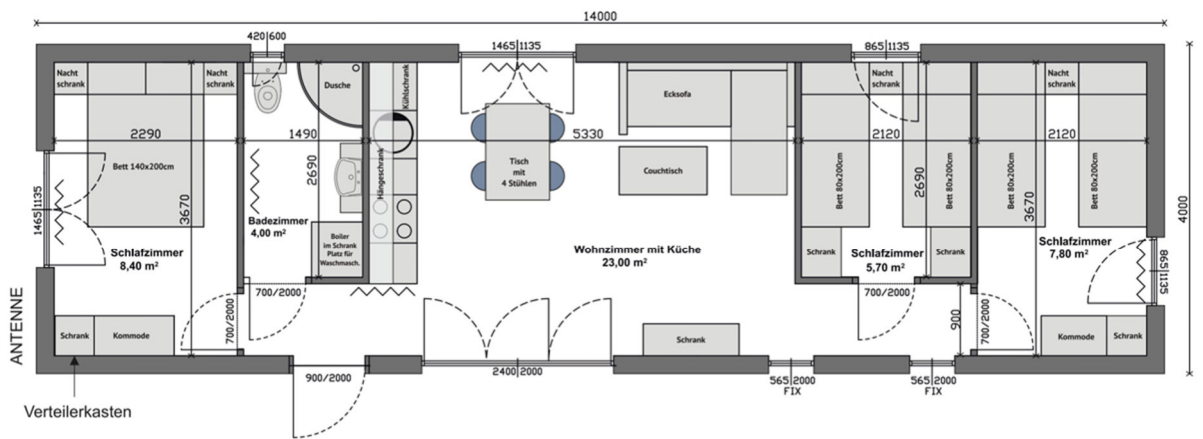 14000
420|600
1465|1135
865|1135
Nacht
schrank
Nacht
schrank
Dusche
Kühlschrank
Ecksofa
Nacht
schrank
Nacht
schrank
2290
1490
5330
2120
2120
Bett 140x200cm
2690
Hängeschrank
Tisch
mit
4 Stühlen
Couchtisch
Bett 80x200cm
2690
Bett 80x200cm
Bett 80x200cm
3670
Bett 80x200cm
4000
1465|1135
3670
Badezimmer
4,00 m²
Boiler
im Schrank
Platz für
Waschmasch.
Schlafzimmer
8,40 m²
Wohnzimmer mit Küche
23,00 m²
Schrank
Schlafzimmer
5,70 m²
Schrank
Schlafzimmer
7,80 m²
865|1135
700/2000
700/2000
700/2000
900
700/2000
ANTENNE
Schrank
Kommode
Schrank
Kommode
Schrank
900/2000
2400|2000
565|2000
FIX
565|2000
FIX
Verteilerkasten